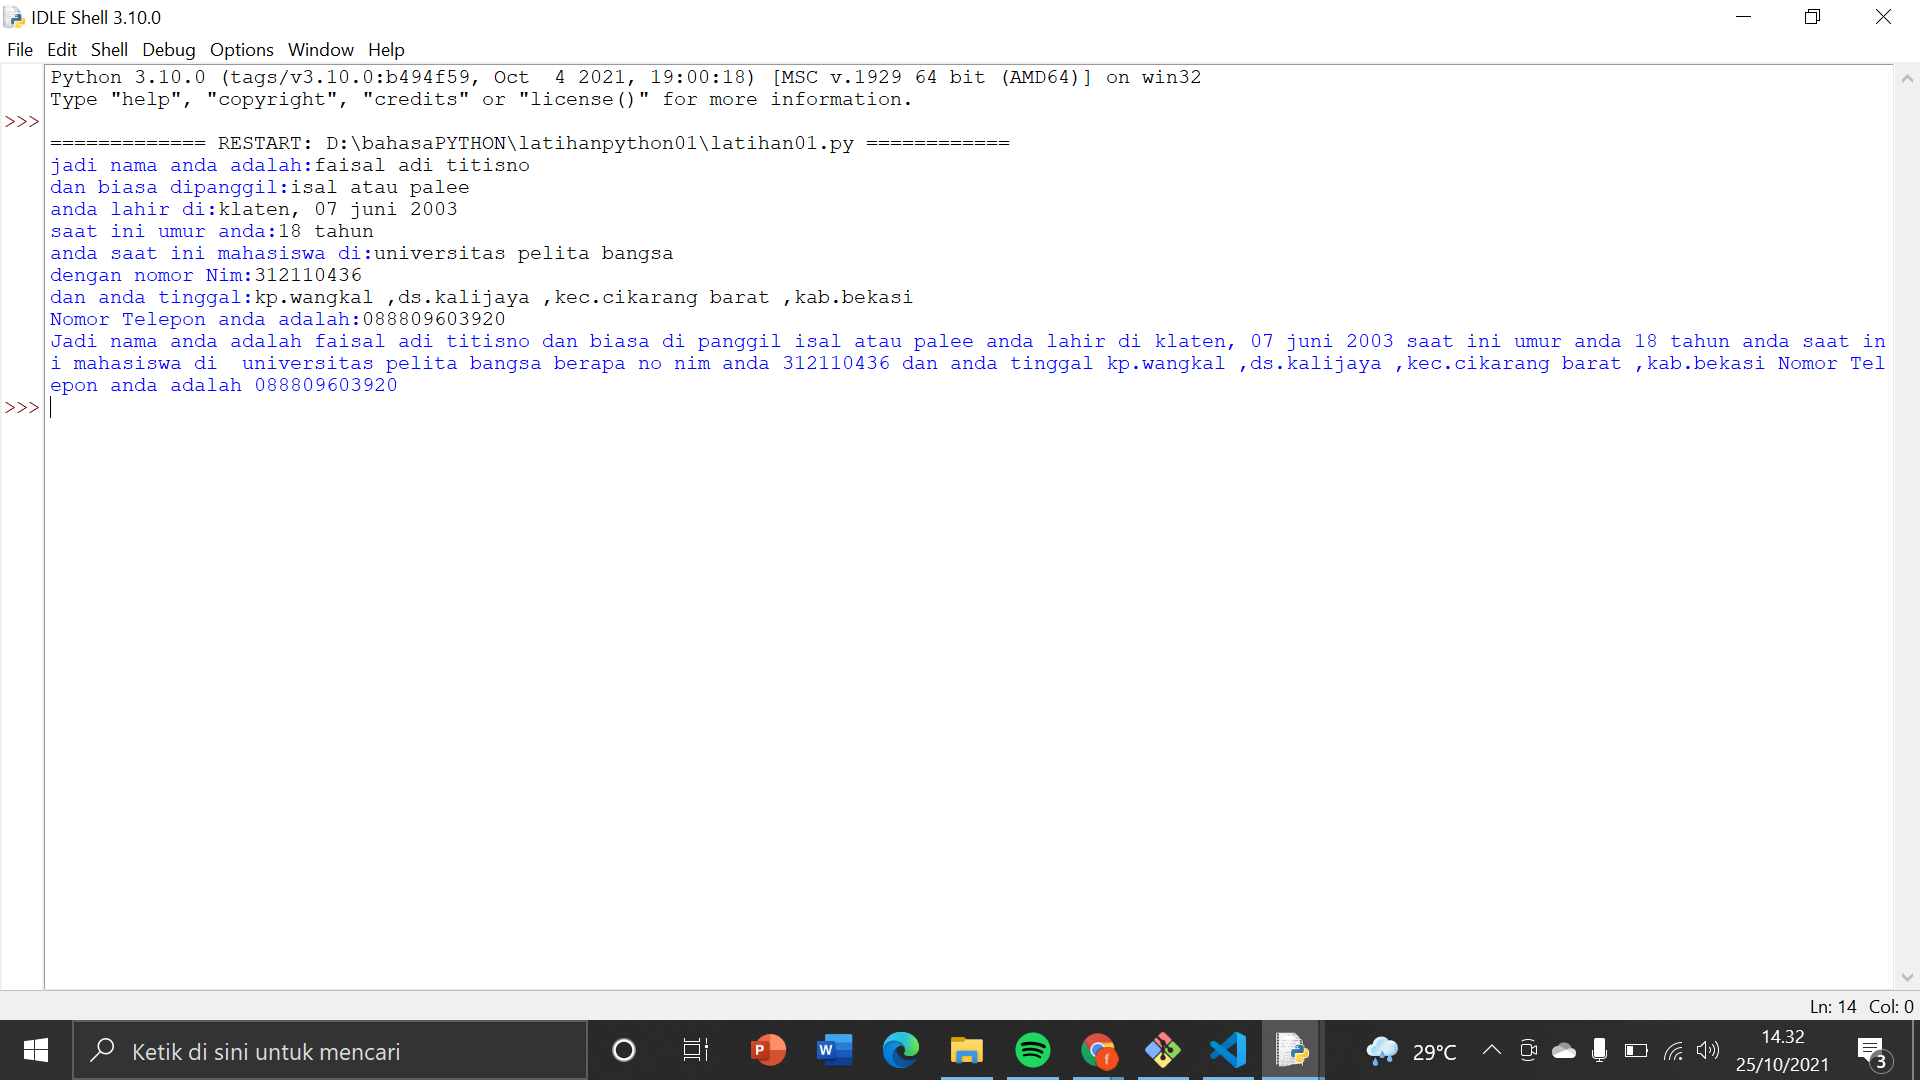 IDLE Shell 3.10.0
File Edit Shell Debug Options Window Help
Python 3.10.0 (tags/v3.10.0:b494f59, Oct  4 2021, 19:00:18) [MSC v.1929 64 bit (AMD64)] on win32
Type "help", "copyright", "credits" or "license()" for more information.
>>>
============= RESTART: D:\bahasaPYTHON\latihanpython01\latihan01.py ============
jadi nama anda adalah:faisal adi titisno
dan biasa dipanggil:isal atau palee
anda lahir di:klaten, 07 juni 2003
saat ini umur anda:18 tahun
anda saat ini mahasiswa di:universitas pelita bangsa
dengan nomor Nim:312110436
dan anda tinggal:kp.wangkal ,ds.kalijaya ,kec.cikarang barat ,kab.bekasi
Nomor Telepon anda adalah:088809603920
Jadi nama anda adalah faisal adi titisno dan biasa di panggil isal atau palee anda lahir di klaten, 07 juni 2003 saat ini umur anda 18 tahun anda saat in
i mahasiswa di  universitas pelita bangsa berapa no nim anda 312110436 dan anda tinggal kp.wangkal ,ds.kalijaya ,kec.cikarang barat ,kab.bekasi Nomor Tel
epon anda adalah 088809603920
>>>
Ln: 14 Col: 0
Ketik di sini untuk mencari
29°C
14.32
25/10/2021
3